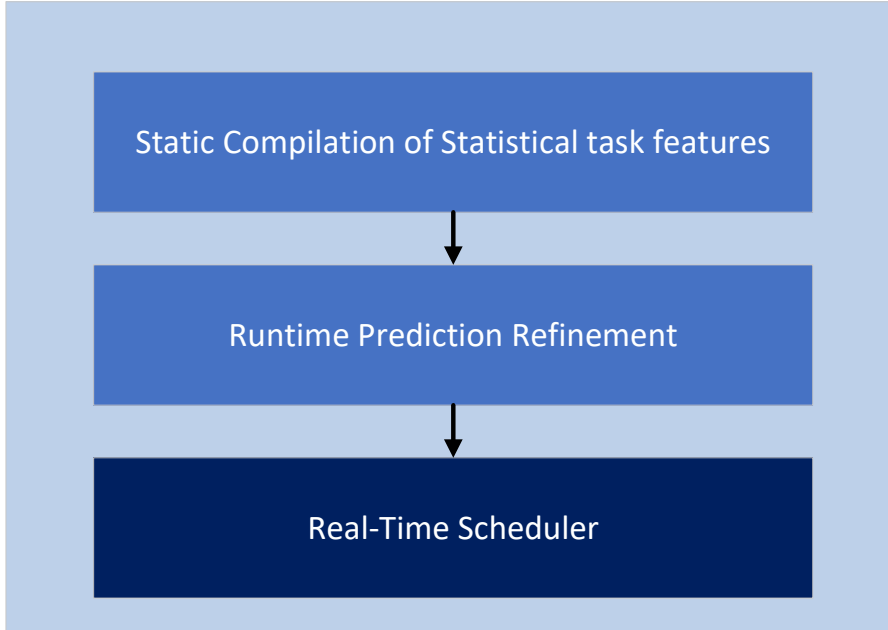 Static Compilation of Statistical task features
Runtime Prediction Refinement
Real-Time Scheduler